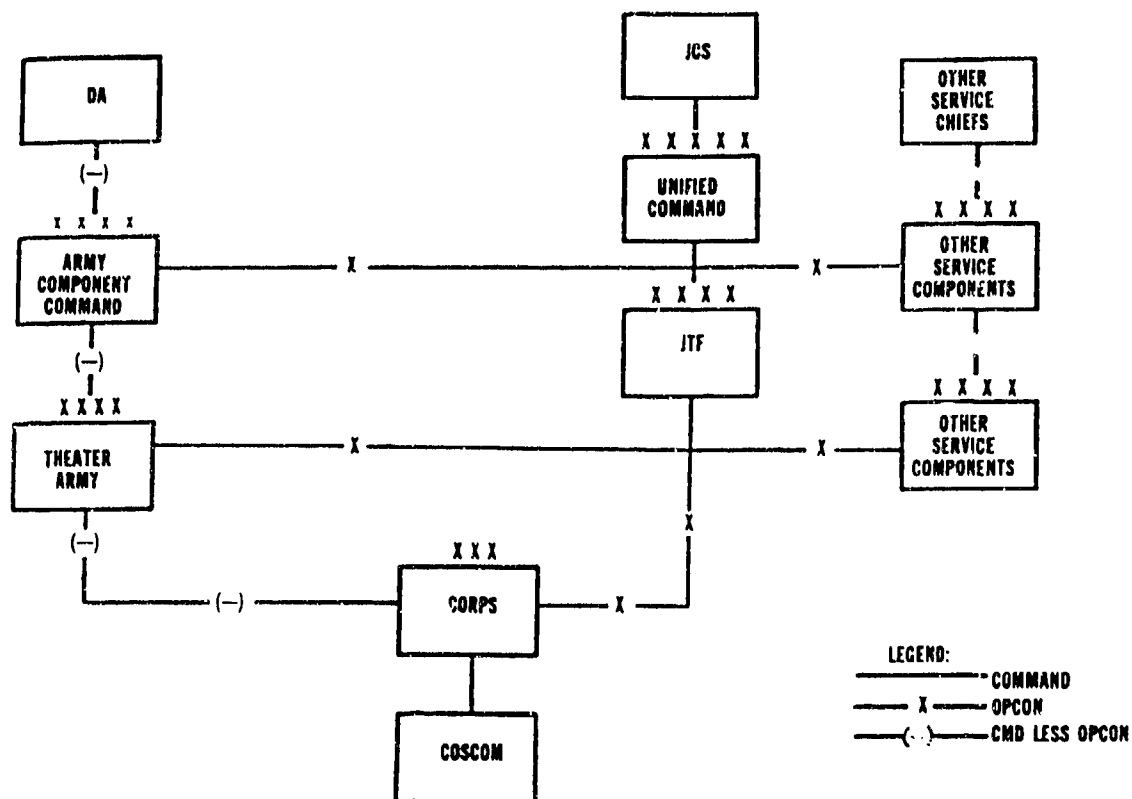 JCS
DA
OTHER
SERVICE
CHIEFS
X X X X X
(—)
UNIFIED
COMMAND
X X X X
X X X X
ARMY
COMPONENT
COMMAND
OTHER
SERVICE
COMPONENTS
X
X
X X X X
JTF
(—)
X X X X
X X X X
THEATER
ARMY
OTHER
SERVICE
COMPONENTS
X
X
X
(—)
X X X
CORPS
(—)
X
LEGEND:
COMMAND
X OPCON
(—) CMD LESS OPCON
COSCOM